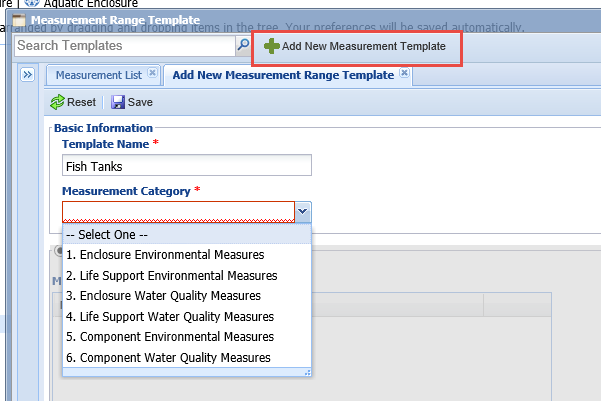 re | Aquatic Enclosure
Measurement Range Template
arranged by dragging and dropping items in the tree. Your preferences will be saved automatically.
Search Templates Add New Measurement Template
Measurement List Add New Measurement Range Template
Reset Save
Basic Information
Template Name *
Fish Tanks
Measurement Category *
-- Select One --
1. Enclosure Environmental Measures
2. Life Support Environmental Measures
3. Enclosure Water Quality Measures
4. Life Support Water Quality Measures
5. Component Environmental Measures
6. Component Water Quality Measures